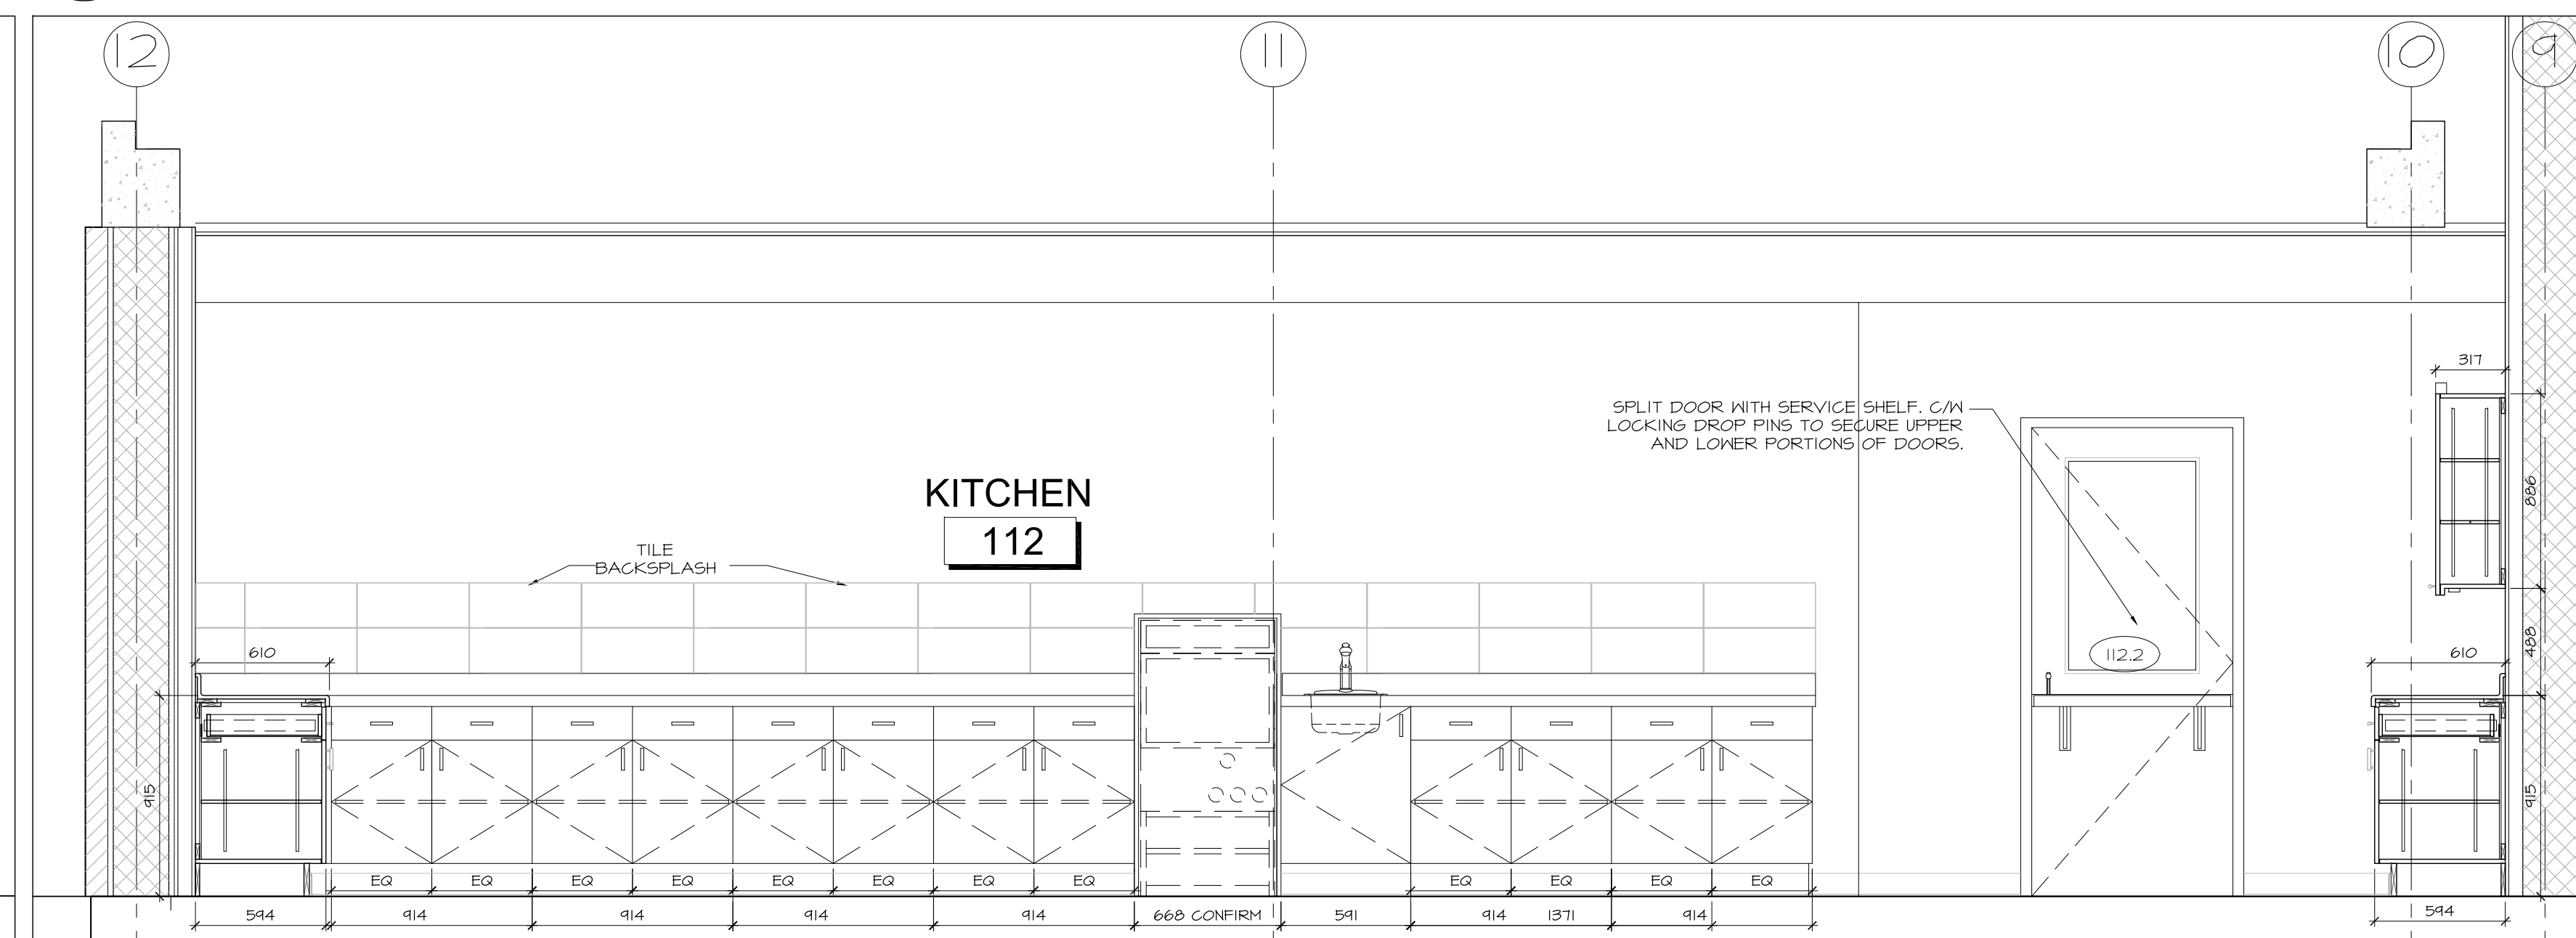 12
11
10
9
317
SPLIT DOOR WITH SERVICE SHELF. C/W
LOCKING DROP PINS TO SECURE UPPER
AND LOWER PORTIONS OF DOORS.
KITCHEN
112
886
TILE
BACKSPLASH
610
112.2
488
610
915
915
EQ EQ EQ EQ EQ EQ EQ EQ EQ EQ EQ EQ
594 914 914 914 914 668 CONFIRM 591 914 1371 914 594